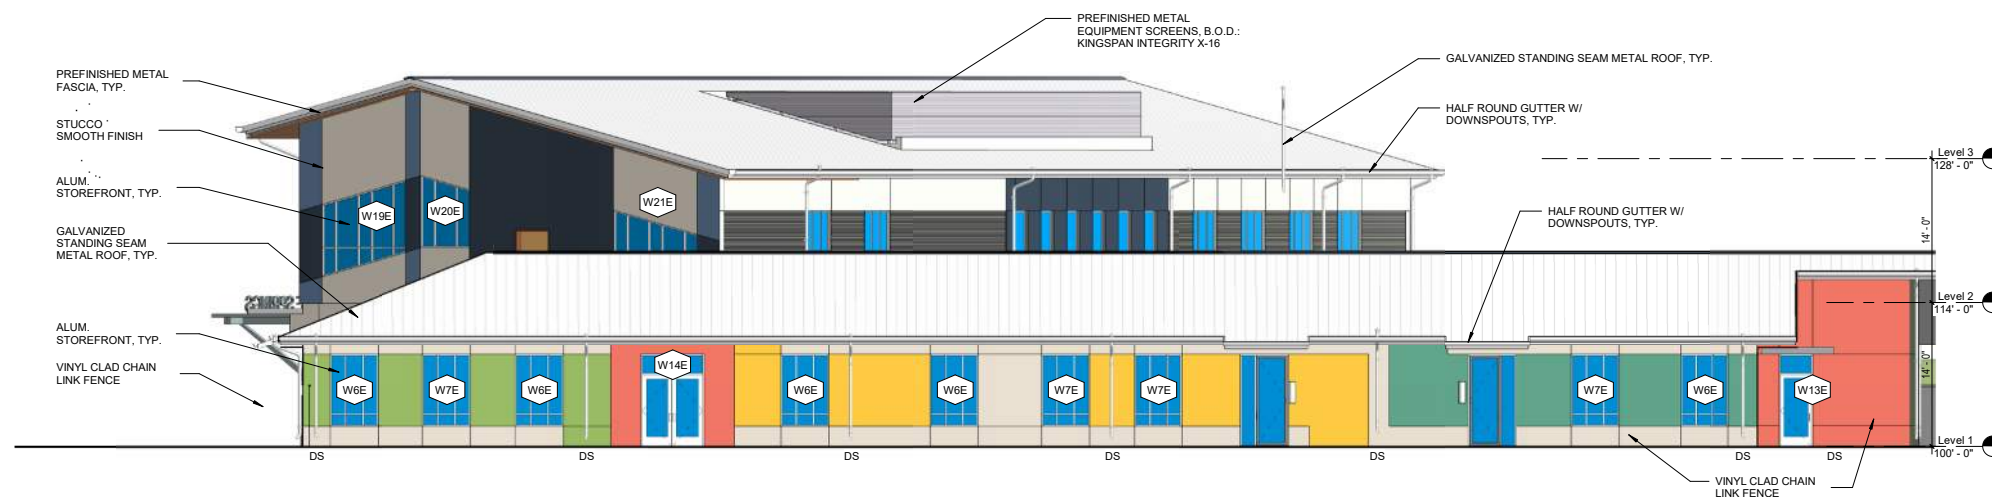 PREFINISHED METAL
EQUIPMENT SCREENS, B.O.D.:
KINGSPAN INTEGRITY X-16
GALVANIZED STANDING SEAM METAL ROOF, TYP.
PREFINISHED METAL
FASCIA, TYP.
HALF ROUND GUTTER W/
DOWNSPOUTS, TYP.
STUCCO
SMOOTH FINISH
Level 3
128' - 0"
ALUM.
STOREFRONT, TYP.
W19E
W20E
W21E
HALF ROUND GUTTER W/
DOWNSPOUTS, TYP.
14' - 0"
GALVANIZED
STANDING SEAM
METAL ROOF, TYP.
Level 2
114' - 0"
ALUM.
STOREFRONT, TYP.
VINYL CLAD CHAIN
LINK FENCE
14' - 0"
W6E
W7E
W6E
W14E
W6E
W6E
W7E
W7E
W7E
W6E
W13E
Level 1
100' - 0"
DS
DS
DS
DS
DS
DS
DS
VINYL CLAD CHAIN
LINK FENCE